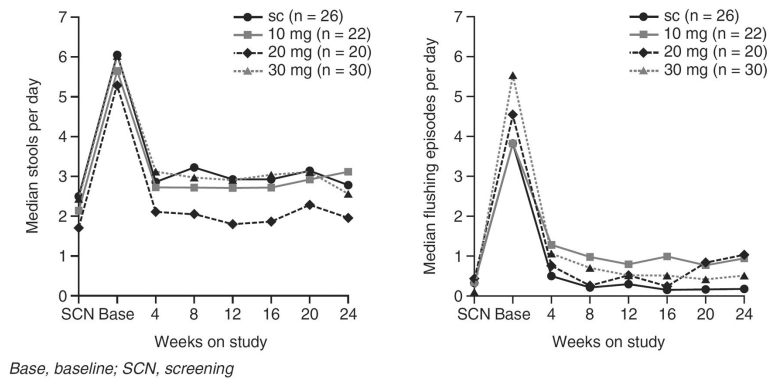 sc (n = 26)
10 mg (n = 22)
20 mg (n = 20)
30 mg (n = 30)
Median stools per day
7
6
5
4
3
2
1
0
SCN Base 4 8 12 16 20 24
Weeks on study
sc (n = 26)
10 mg (n = 22)
20 mg (n = 20)
30 mg (n = 30)
Median flushing episodes per day
7
6
5
4
3
2
1
0
SCN Base 4 8 12 16 20 24
Weeks on study
Base, baseline; SCN, screening